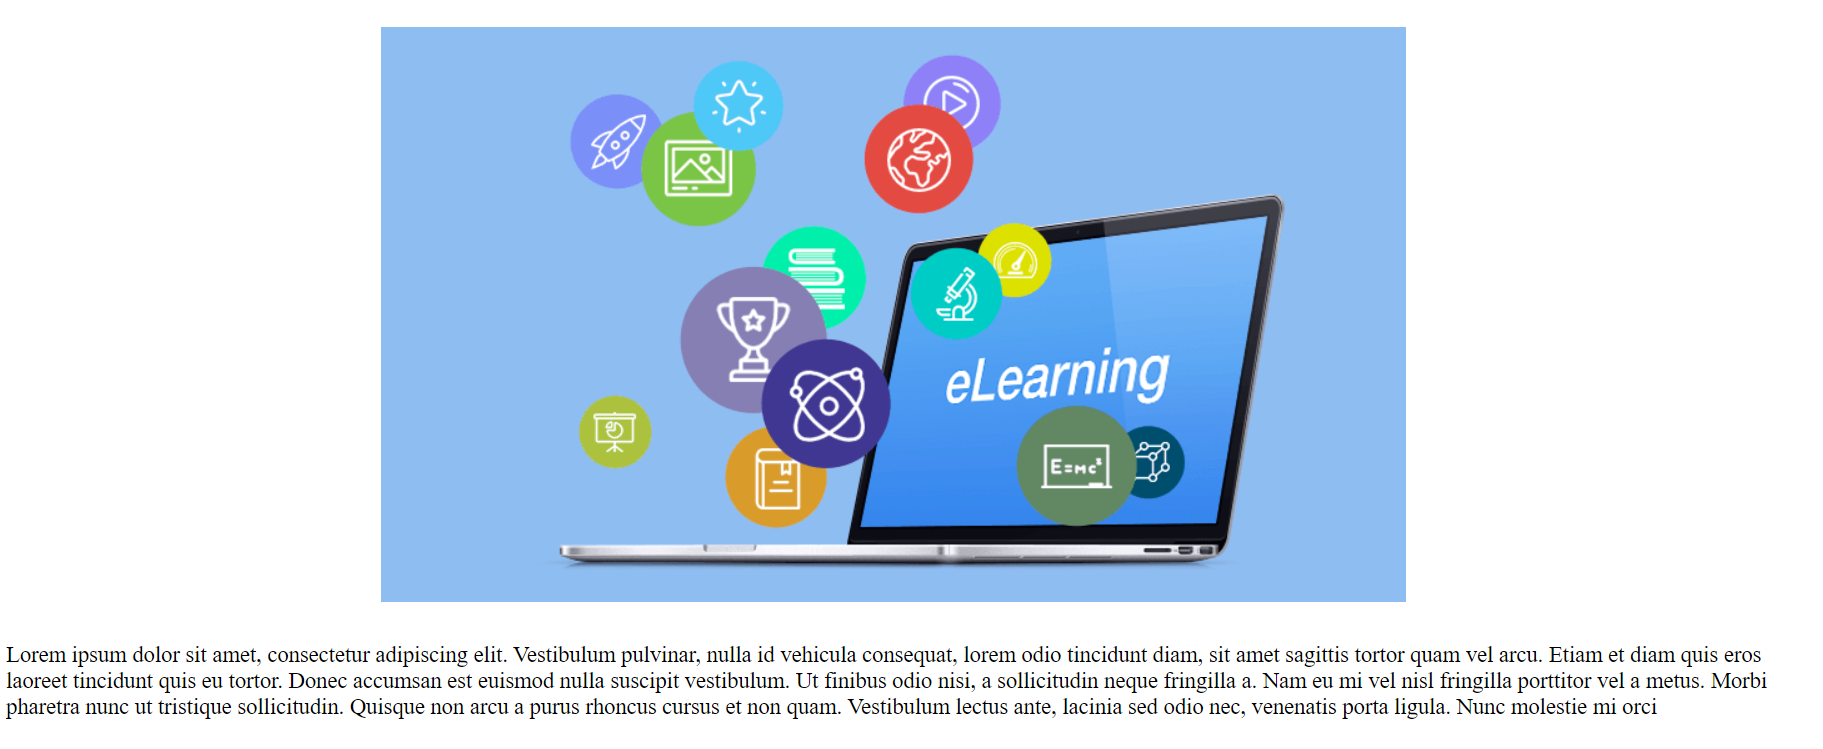 eLearning
E=mc²
Lorem ipsum dolor sit amet, consectetur adipiscing elit. Vestibulum pulvinar, nulla id vehicula consequat, lorem odio tincidunt diam, sit amet sagittis tortor quam vel arcu. Etiam et diam quis eros
laoreet tincidunt quis eu tortor. Donec accumsan est euismod nulla suscipit vestibulum. Ut finibus odio nisi, a sollicitudin neque fringilla a. Nam eu mi vel nisl fringilla porttitor vel a metus. Morbi
pharetra nunc ut tristique sollicitudin. Quisque non arcu a purus rhoncus cursus et non quam. Vestibulum lectus ante, lacinia sed odio nec, venenatis porta ligula. Nunc molestie mi orci